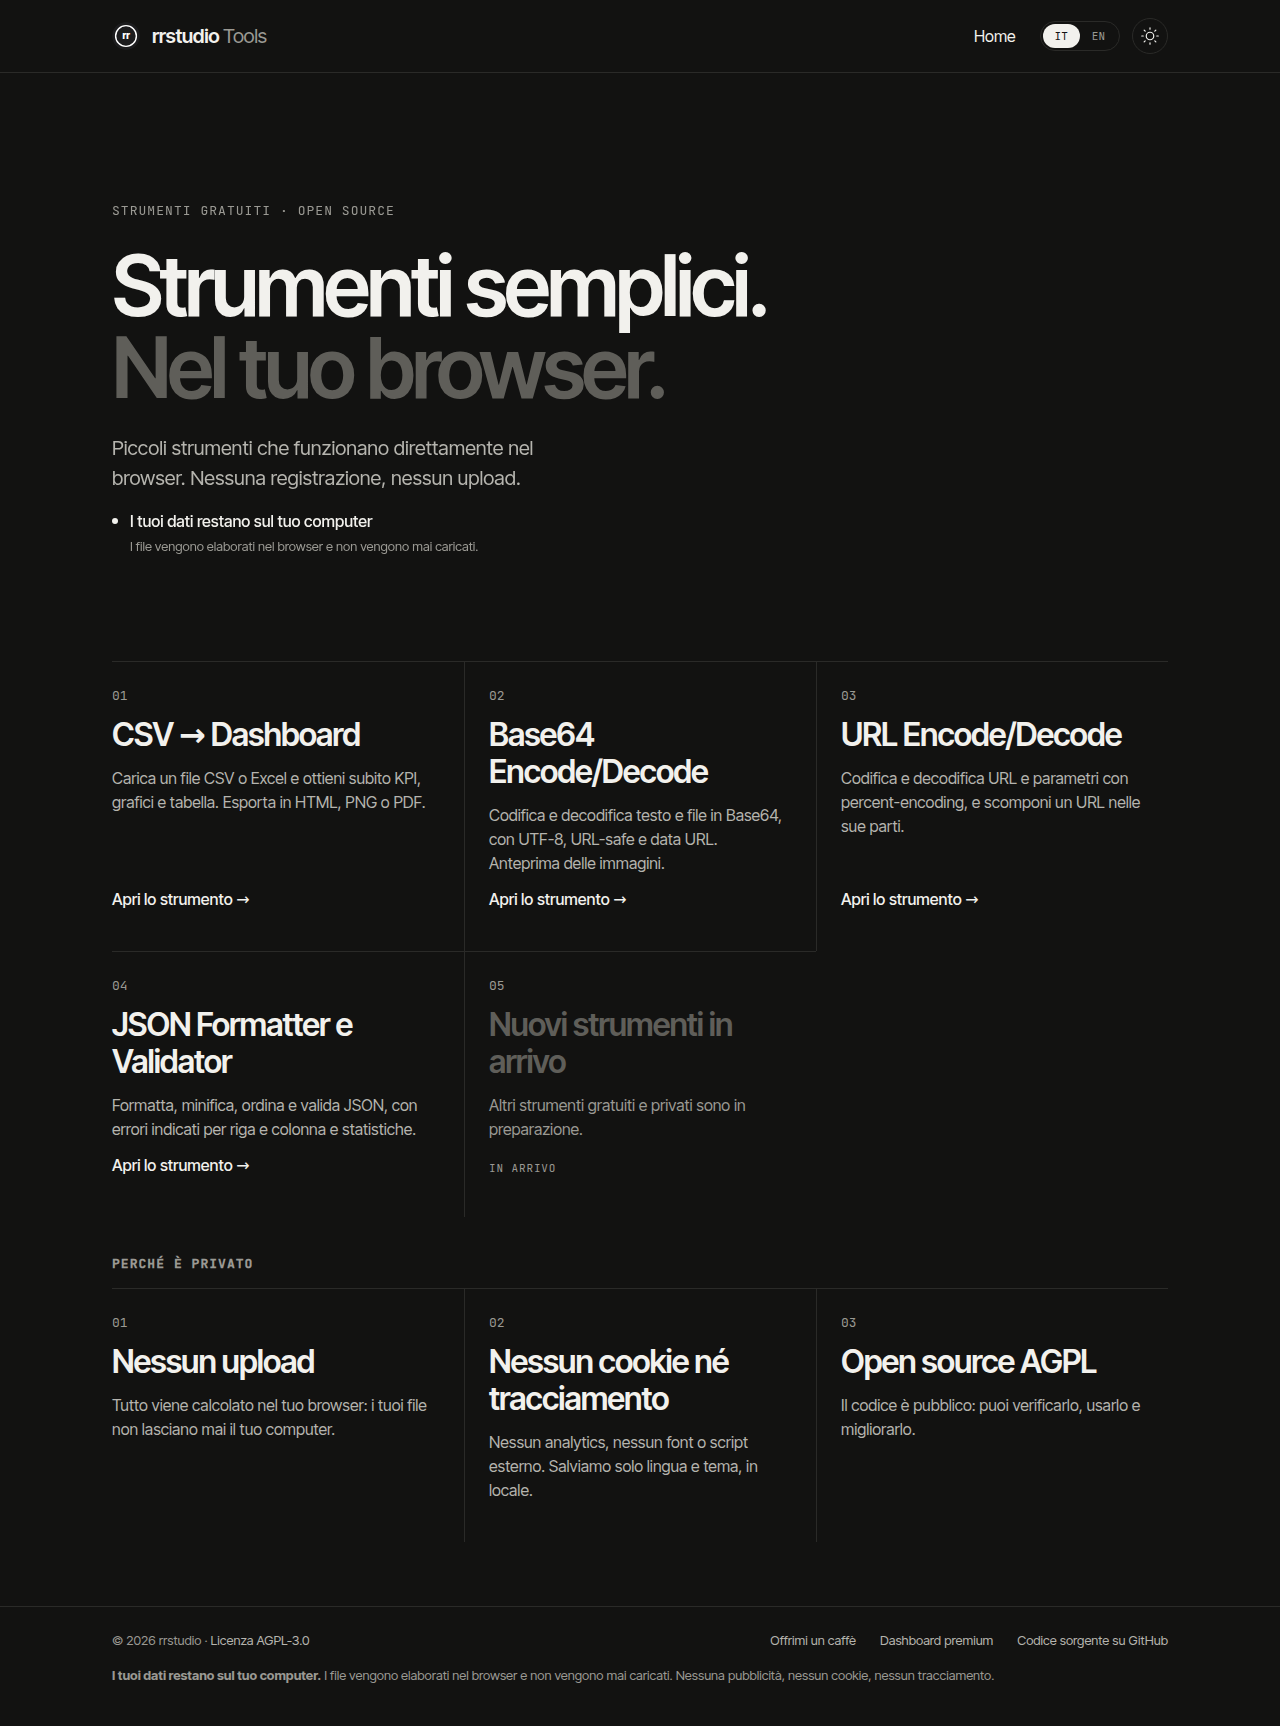 rr rrstudio Tools
Home
IT EN
STRUMENTI GRATUITI · OPEN SOURCE
Strumenti semplici.
Nel tuo browser.
Piccoli strumenti che funzionano direttamente nel
browser. Nessuna registrazione, nessun upload.
I tuoi dati restano sul tuo computer
I file vengono elaborati nel browser e non vengono mai caricati.
01
CSV → Dashboard
Carica un file CSV o Excel e ottieni subito KPI,
grafici e tabella. Esporta in HTML, PNG o PDF.
Apri lo strumento →
02
Base64
Encode/Decode
Codifica e decodifica testo e file in Base64,
con UTF-8, URL-safe e data URL.
Anteprima delle immagini.
Apri lo strumento →
03
URL Encode/Decode
Codifica e decodifica URL e parametri con
percent-encoding, e scomponi un URL nelle
sue parti.
Apri lo strumento →
04
JSON Formatter e
Validator
Formatta, minifica, ordina e valida JSON, con
errori indicati per riga e colonna e statistiche.
Apri lo strumento →
05
Nuovi strumenti in
arrivo
Altri strumenti gratuiti e privati sono in
preparazione.
IN ARRIVO
PERCHÉ È PRIVATO
01
Nessun upload
Tutto viene calcolato nel tuo browser: i tuoi file
non lasciano mai il tuo computer.
02
Nessun cookie né
tracciamento
Nessun analytics, nessun font o script
esterno. Salviamo solo lingua e tema, in
locale.
03
Open source AGPL
Il codice è pubblico: puoi verificarlo, usarlo e
migliorarlo.
© 2026 rrstudio · Licenza AGPL-3.0
Offrimi un caffè
Dashboard premium
Codice sorgente su GitHub
I tuoi dati restano sul tuo computer. I file vengono elaborati nel browser e non vengono mai caricati. Nessuna pubblicità, nessun cookie, nessun tracciamento.